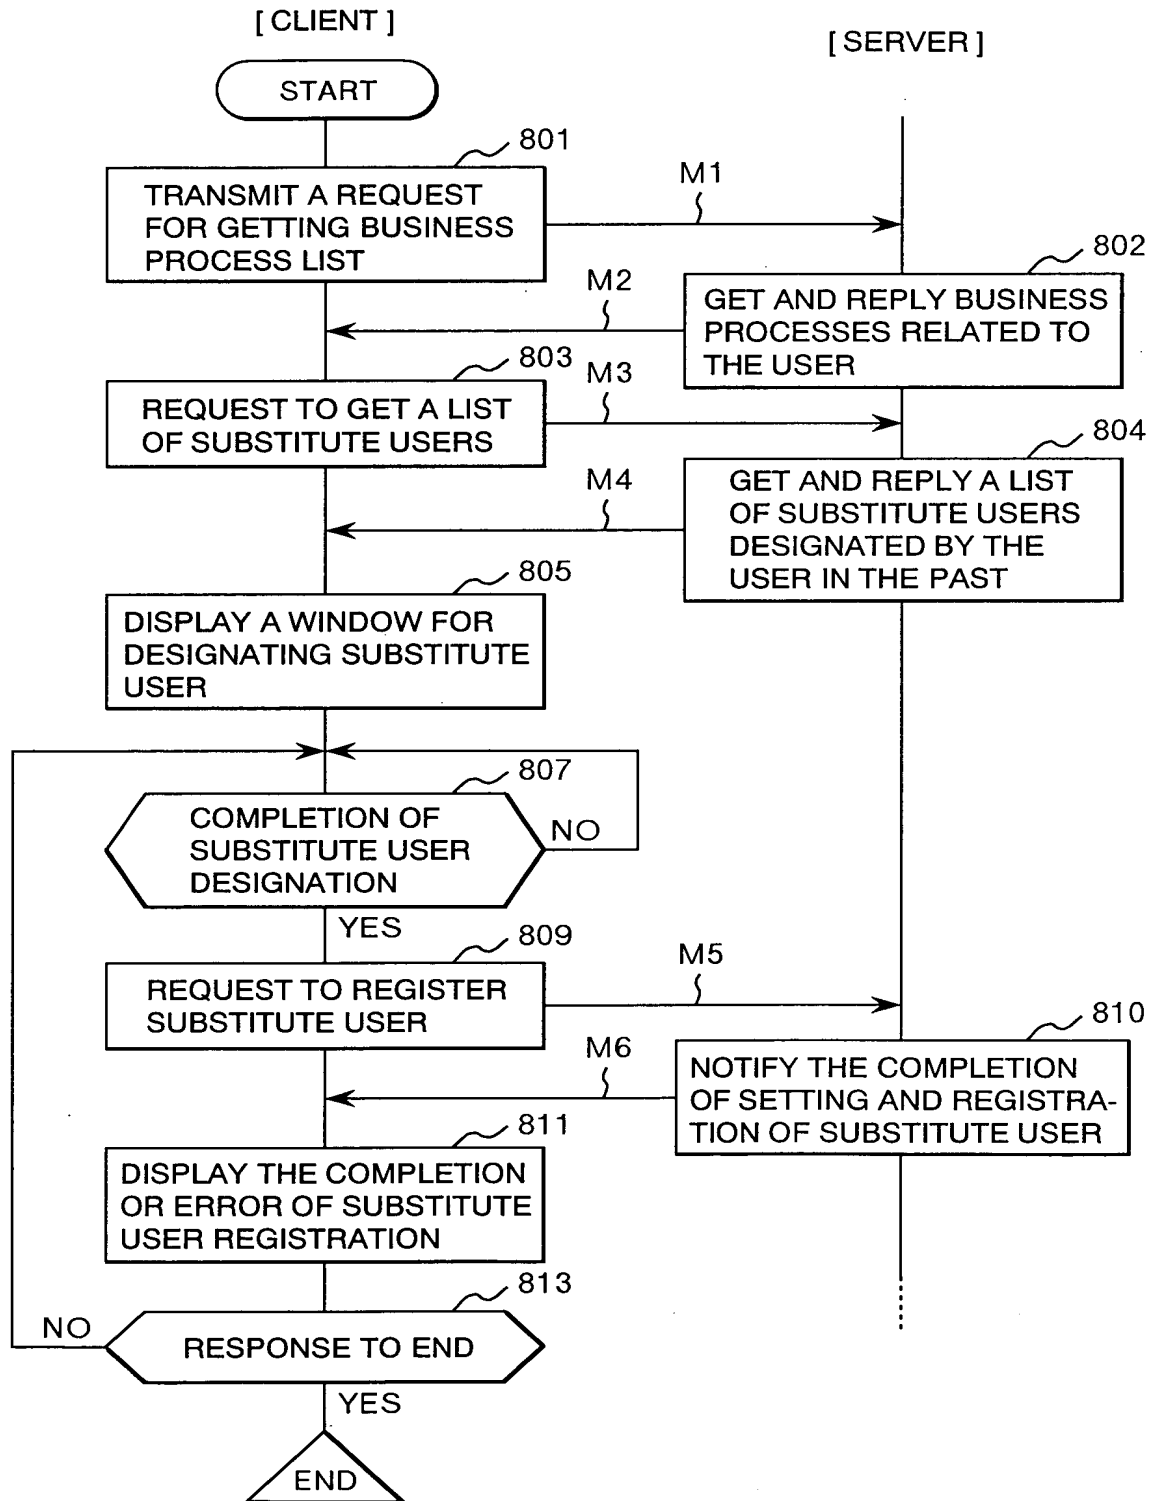 [ CLIENT ]
[ SERVER ]
START
801
TRANSMIT A REQUEST
FOR GETTING BUSINESS
PROCESS LIST
M1
802
GET AND REPLY BUSINESS
PROCESSES RELATED TO
THE USER
M2
803
REQUEST TO GET A LIST
OF SUBSTITUTE USERS
M3
804
GET AND REPLY A LIST
OF SUBSTITUTE USERS
DESIGNATED BY THE
USER IN THE PAST
M4
805
DISPLAY A WINDOW FOR
DESIGNATING SUBSTITUTE
USER
807
COMPLETION OF
SUBSTITUTE USER
DESIGNATION
NO
YES
809
REQUEST TO REGISTER
SUBSTITUTE USER
M5
810
NOTIFY THE COMPLETION
OF SETTING AND REGISTRA-
TION OF SUBSTITUTE USER
M6
811
DISPLAY THE COMPLETION
OR ERROR OF SUBSTITUTE
USER REGISTRATION
813
RESPONSE TO END
NO
YES
END